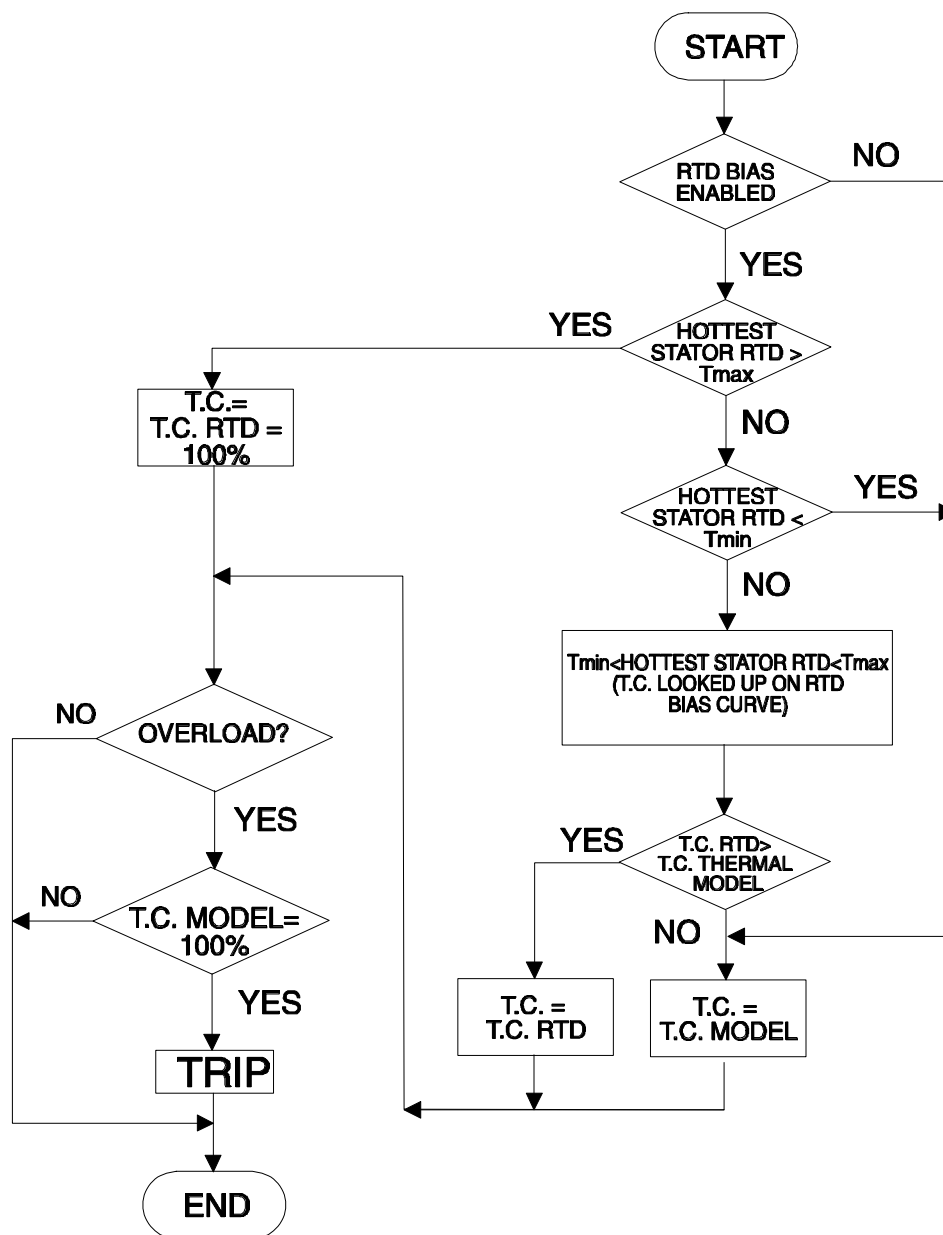 START
RTD BIAS
ENABLED
NO
YES
HOTTEST
STATOR RTD >
Tmax
YES
T.C.=
T.C. RTD =
100%
NO
HOTTEST
STATOR RTD <
Tmin
YES
NO
Tmin<HOTTEST STATOR RTD<Tmax
(T.C. LOOKED UP ON RTD
BIAS CURVE)
T.C. RTD>
T.C. THERMAL
MODEL
YES
NO
T.C. =
T.C. RTD
T.C. =
T.C. MODEL
OVERLOAD?
NO
YES
T.C. MODEL=
100%
NO
YES
TRIP
END